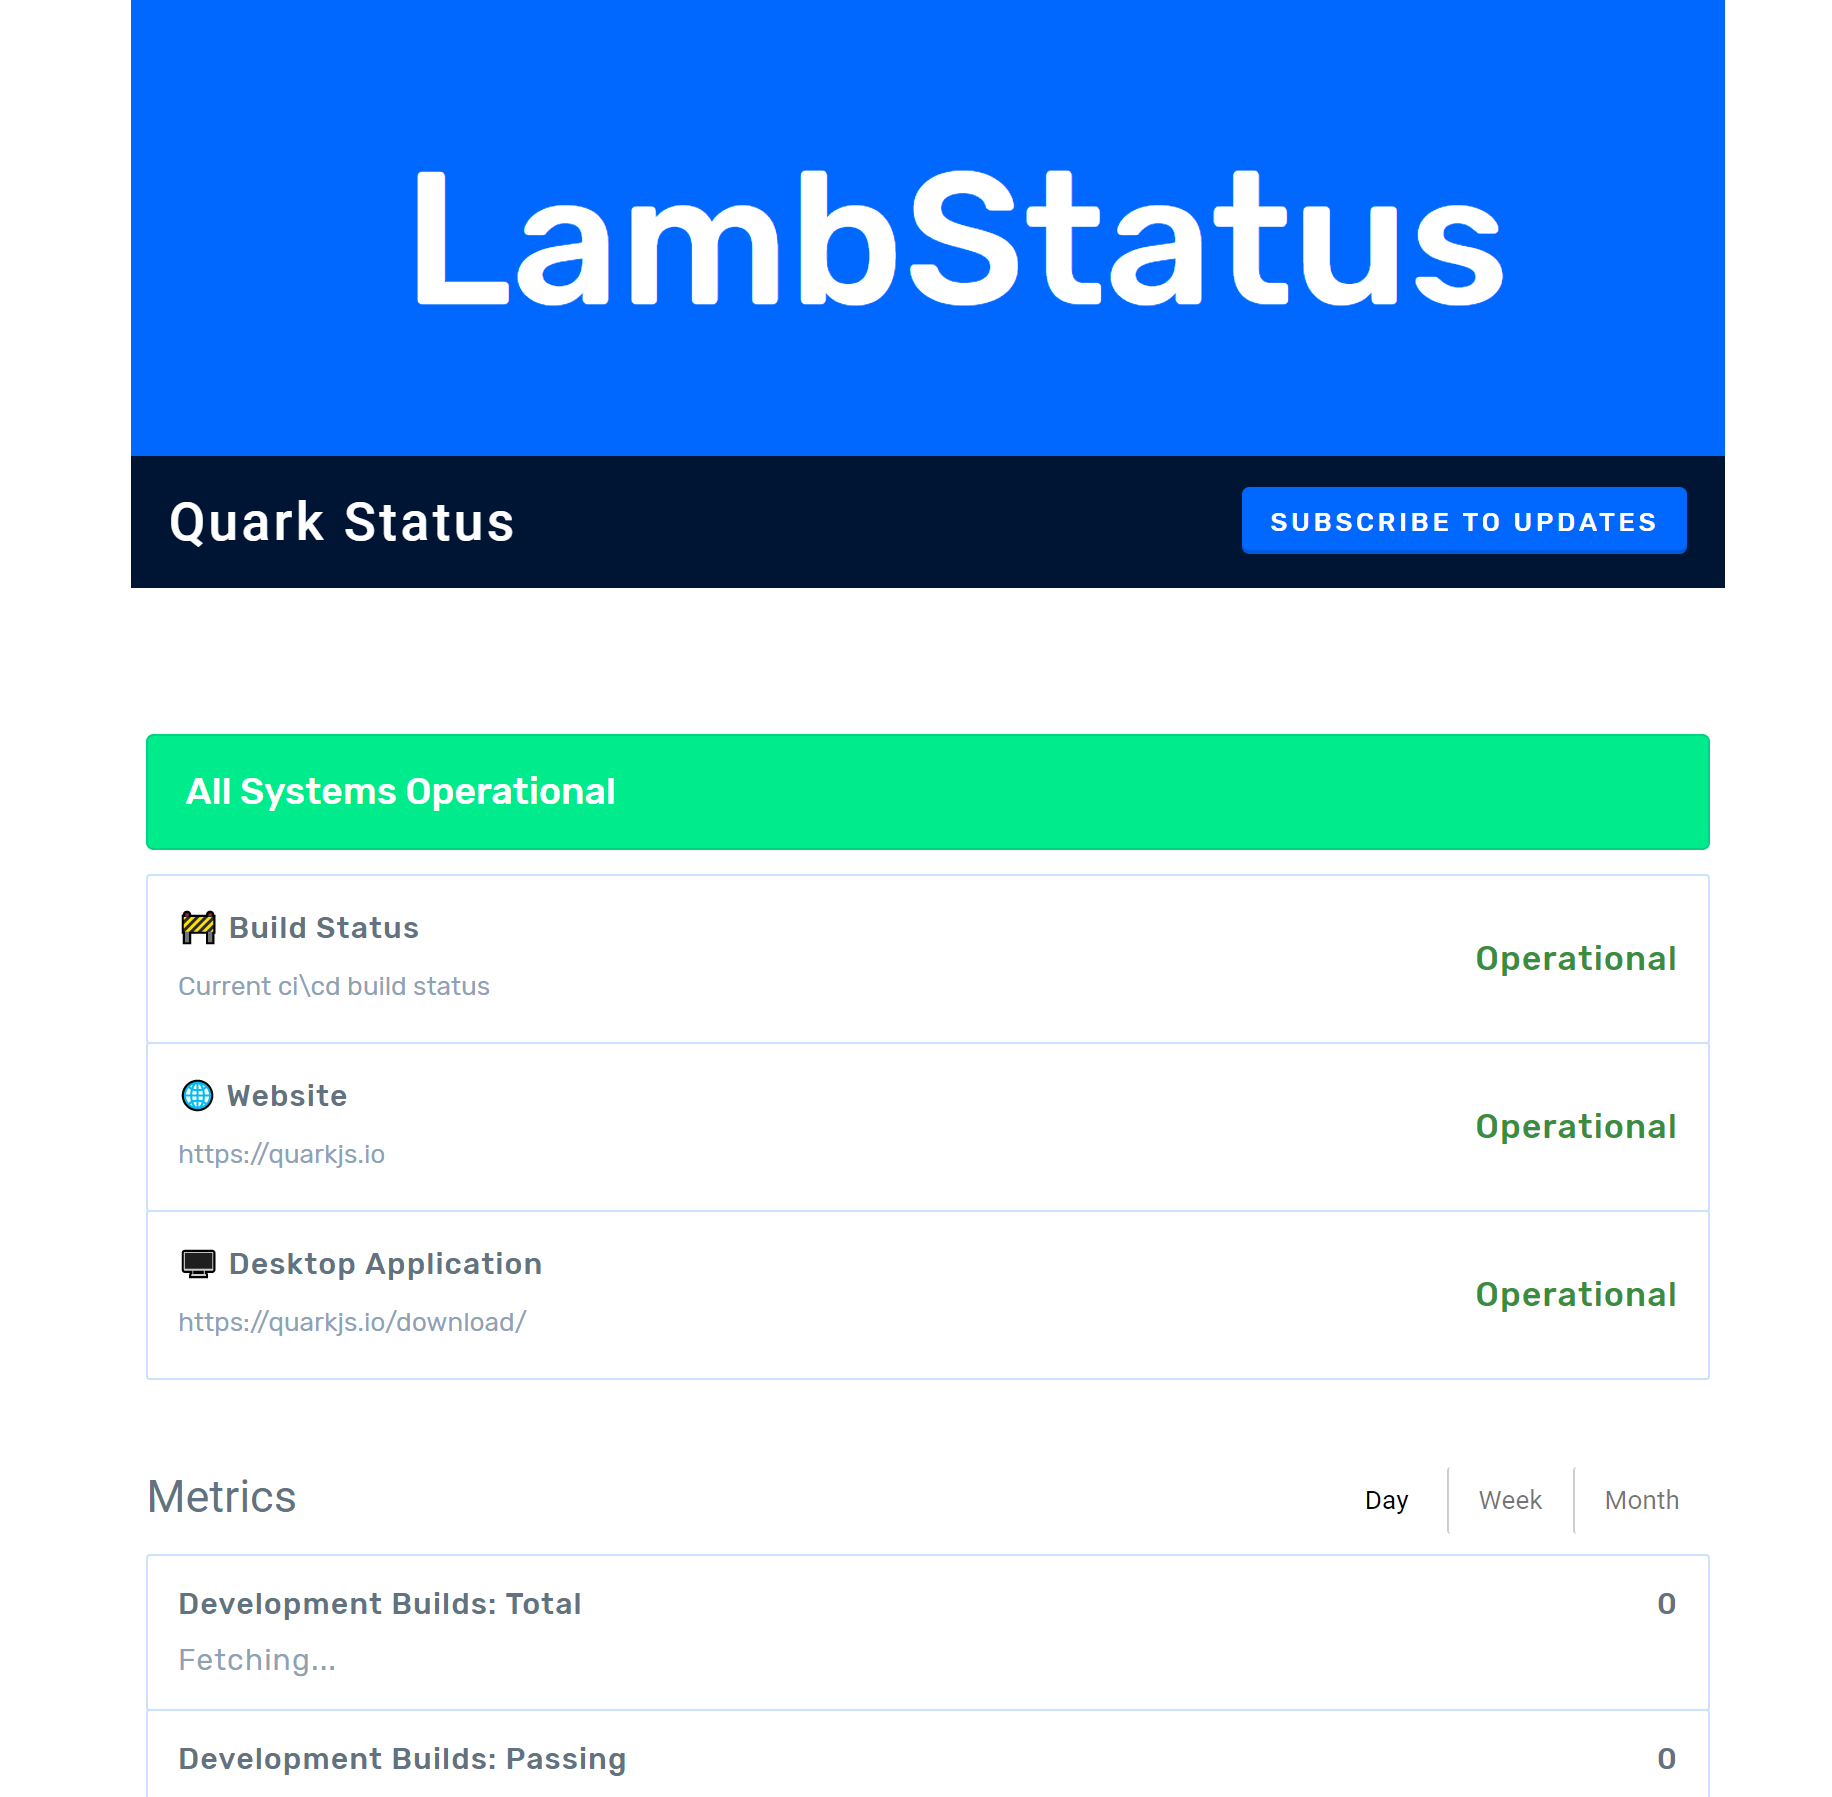 LambStatus
Quark Status
SUBSCRIBE TO UPDATES
All Systems Operational
Build Status
Operational
Current ci\cd build status
Website
Operational
https://quarkjs.io
Desktop Application
Operational
https://quarkjs.io/download/
Metrics
Day
Week
Month
Development Builds: Total
0
Fetching...
Development Builds: Passing
0